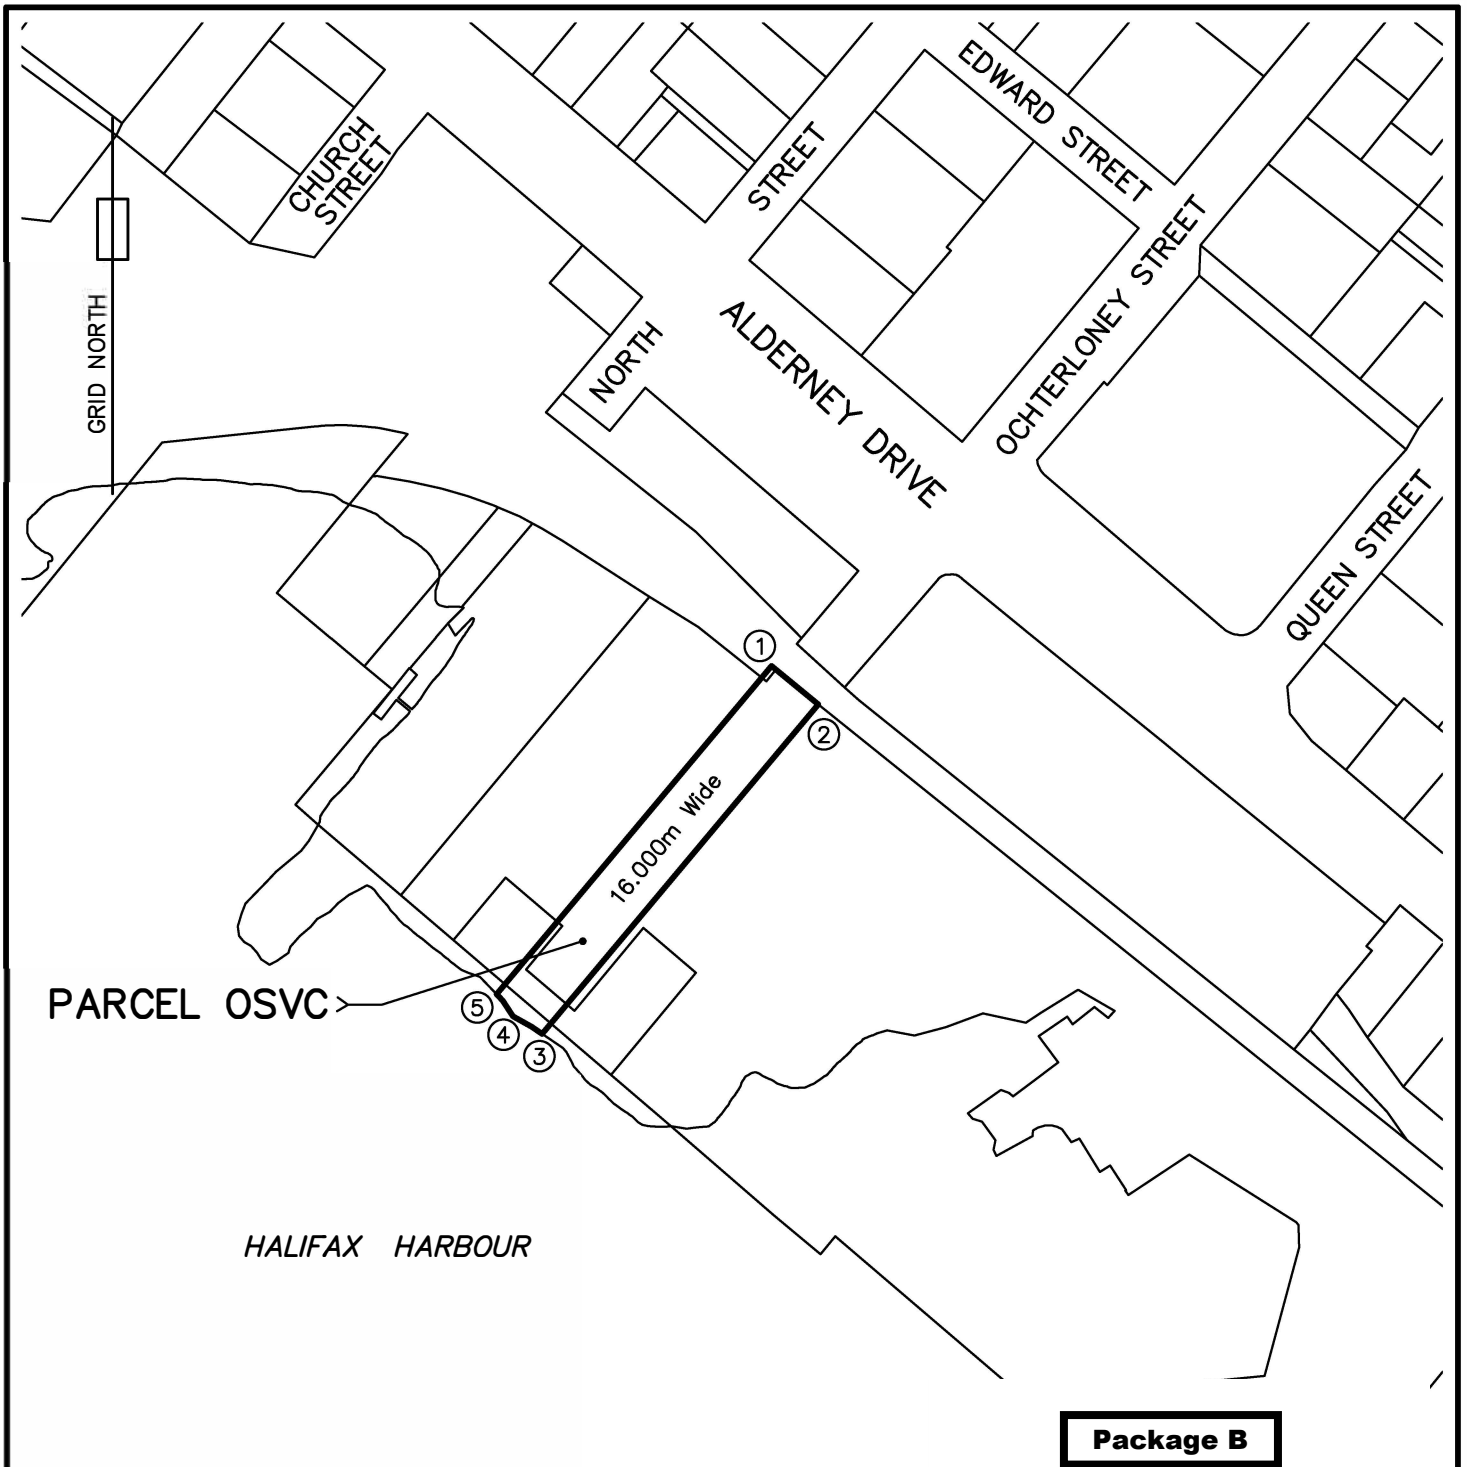 EDWARD STREET
CHURCH
STREET
STREET
OCHTERLONEY STREET
GRID NORTH
NORTH
ALDERNEY DRIVE
QUEEN STREET
1
2
16.000m Wide
PARCEL OSVC
5
4
3
HALIFAX HARBOUR
Package B